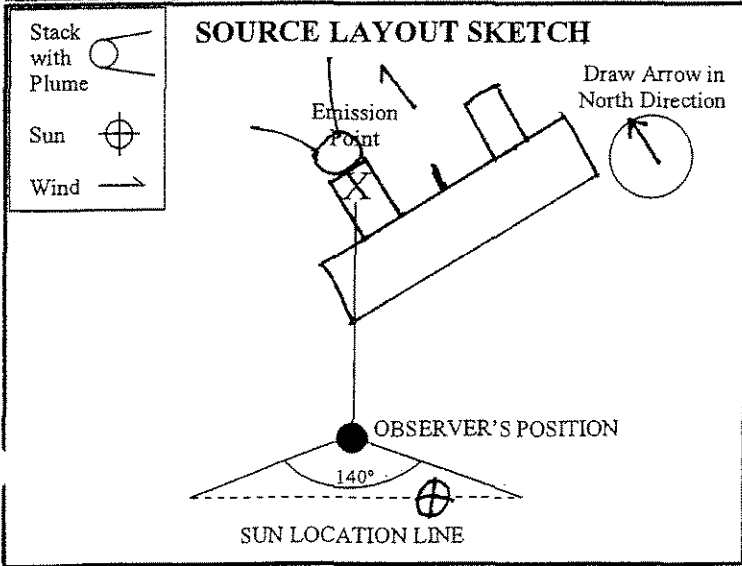 SOURCE LAYOUT SKETCH
Stack
with
Plume
Sun
Wind
Emission
Point
X
Draw Arrow in
North Direction
OBSERVER'S POSITION
140°
SUN LOCATION LINE